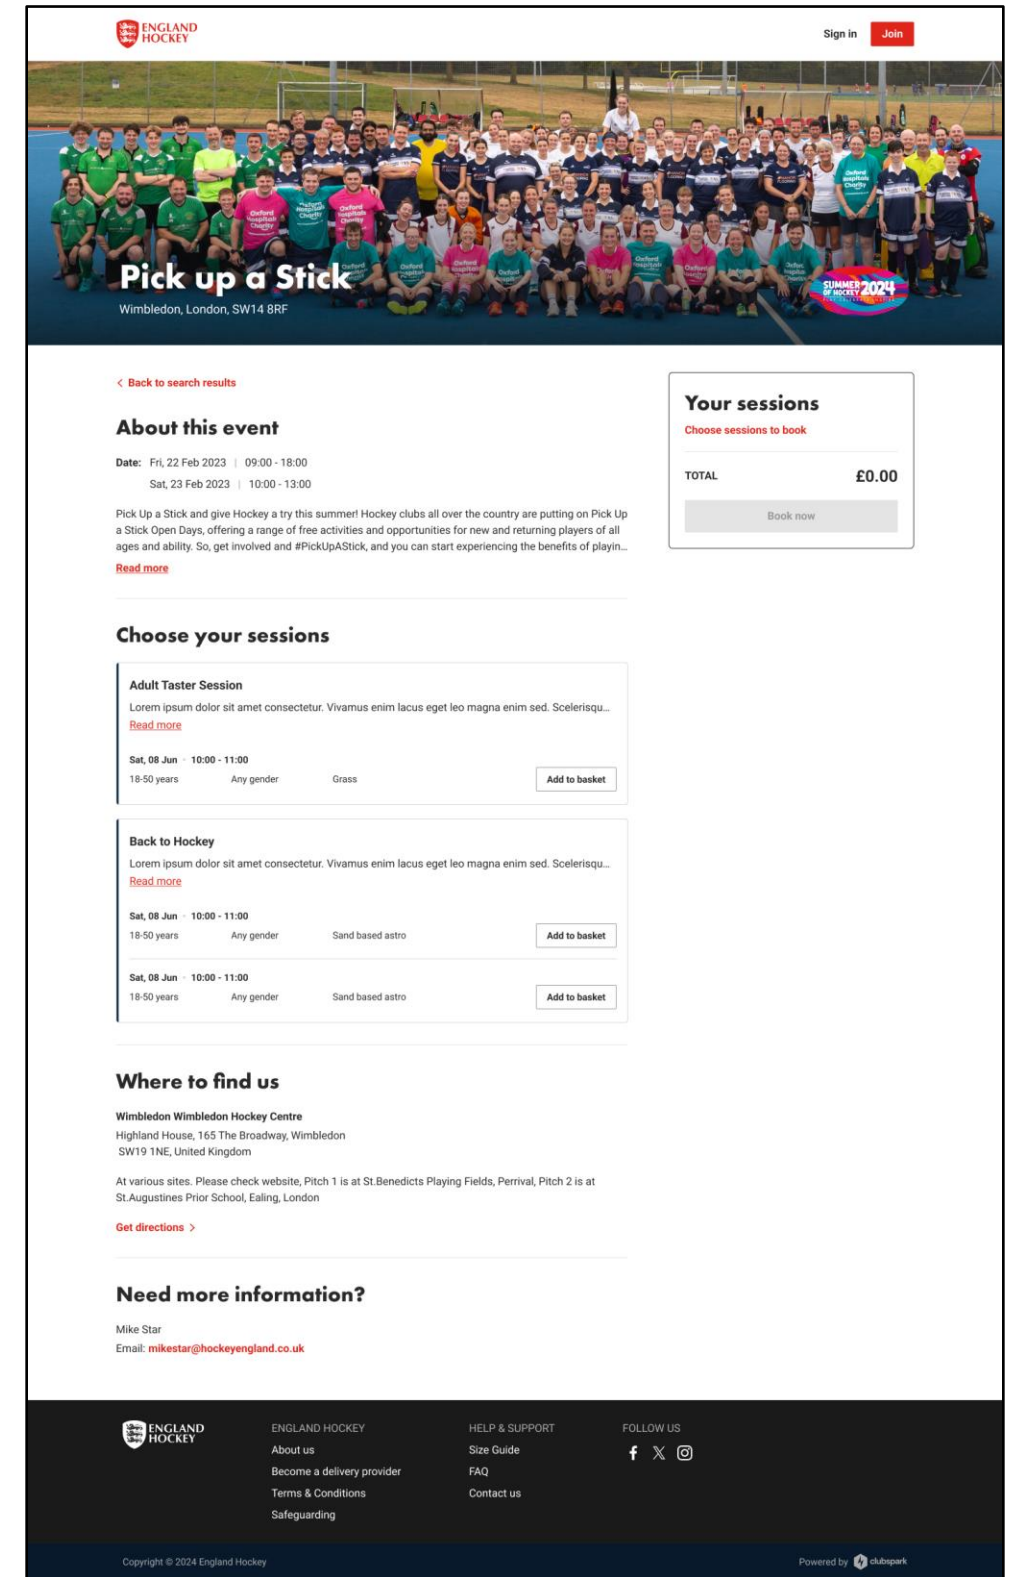 ENGLAND
HOCKEY
Sign in
Join
Oxford
Hospitals
Charity
Oxford
Hospitals
Charity
Oxford
Hospitals
Charity
Oxford
Hospitals
Charity
Pick up a Stick
Wimbledon, London, SW14 8RF
SUMMER
OF HOCKEY 2024
< Back to search results
About this event
Date: Fri, 22 Feb 2023 | 09:00 - 18:00
Sat, 23 Feb 2023 | 10:00 - 13:00
Pick Up a Stick and give Hockey a try this summer! Hockey clubs all over the country are putting on Pick Up
a Stick Open Days, offering a range of free activities and opportunities for new and returning players of all
ages and ability. So, get involved and #PickUpAStick, and you can start experiencing the benefits of playin...
Read more
Your sessions
Choose sessions to book
TOTAL £0.00
Book now
Choose your sessions
Adult Taster Session
Lorem ipsum dolor sit amet consectetur. Vivamus enim lacus eget leo magna enim sed. Scelerisqu...
Read more
Sat, 08 Jun · 10:00 - 11:00
18-50 years Any gender Grass Add to basket
Back to Hockey
Lorem ipsum dolor sit amet consectetur. Vivamus enim lacus eget leo magna enim sed. Scelerisqu...
Read more
Sat, 08 Jun · 10:00 - 11:00
18-50 years Any gender Sand based astro Add to basket
Sat, 08 Jun · 10:00 - 11:00
18-50 years Any gender Sand based astro Add to basket
Where to find us
Wimbledon Wimbledon Hockey Centre
Highland House, 165 The Broadway, Wimbledon
SW19 1NE, United Kingdom
At various sites. Please check website, Pitch 1 is at St.Benedicts Playing Fields, Perrival, Pitch 2 is at
St.Augustines Prior School, Ealing, London
Get directions >
Need more information?
Mike Star
Email: mikestar@hockeyengland.co.uk
ENGLAND
HOCKEY
ENGLAND HOCKEY
About us
Become a delivery provider
Terms & Conditions
Safeguarding
HELP & SUPPORT
Size Guide
FAQ
Contact us
FOLLOW US
Copyright © 2024 England Hockey
Powered by clubspark